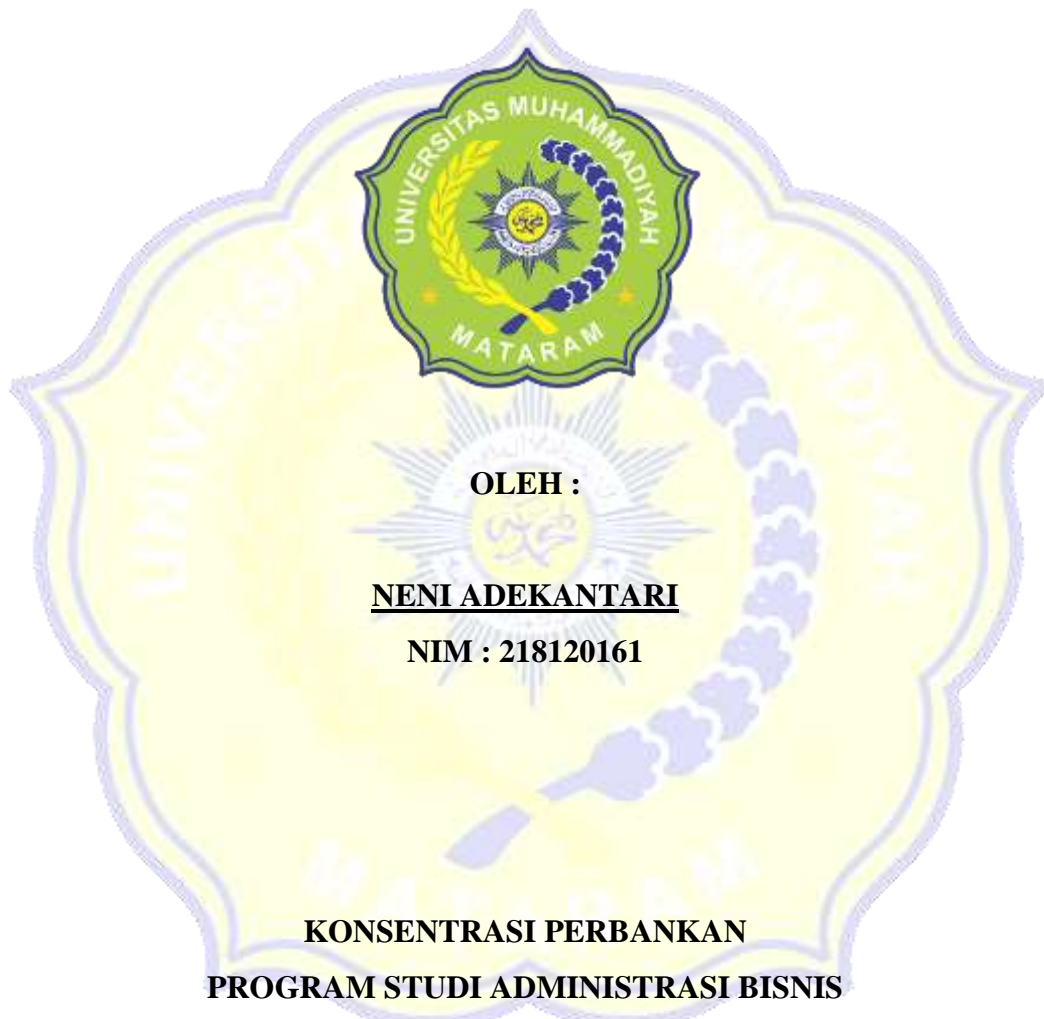 UNIVERSITAS MUHAMMADIYAH
MATARAM
OLEH :
NENI ADEKANTARI
NIM : 218120161
KONSENTRASI PERBANKAN
PROGRAM STUDI ADMINISTRASI BISNIS